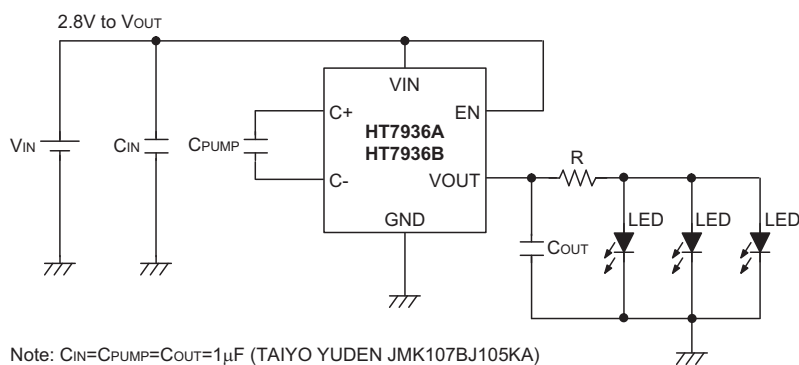 2.8V to VOUT
VIN
C+
EN
HT7936A
VIN
CIN
CPUMP
HT7936B
C-
VOUT
R
GND
LED
LED
LED
COUT
Note: CIN=CPUMP=COUT=1μF (TAIYO YUDEN JMK107BJ105KA)